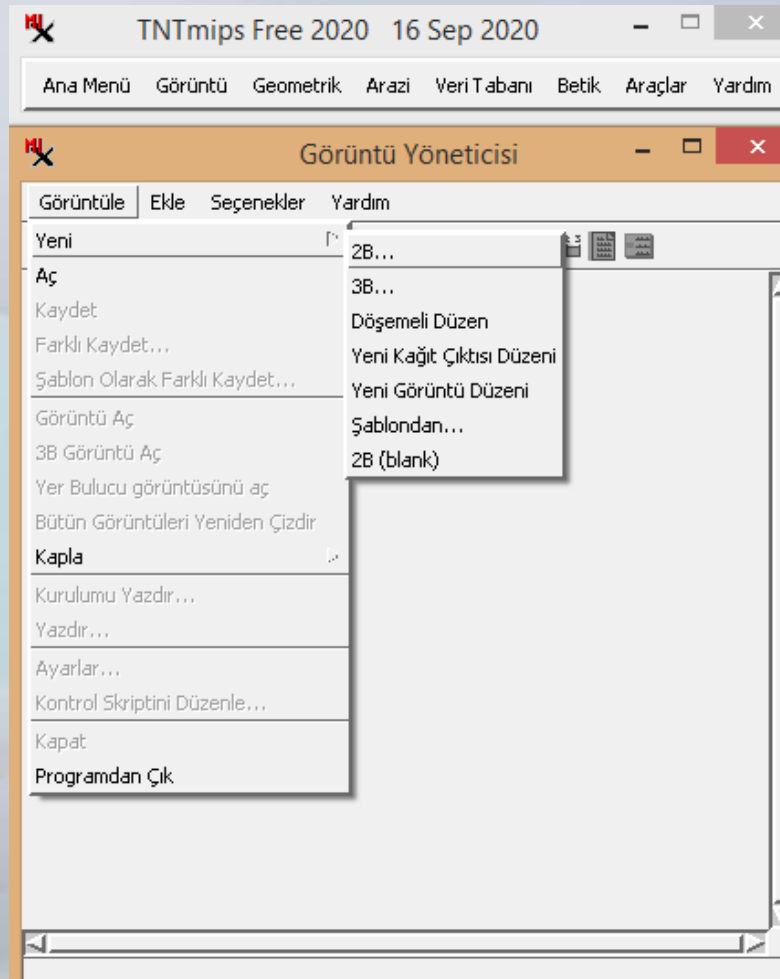 TNTmips Free 2020 16 Sep 2020
Ana Menü Görüntü Geometrik Arazi Veri Tabanı Betik Araçlar Yardım
Görüntü Yöneticisi
Görüntüle Ekle Seçenekler Yardım
Yeni
Aç
Kaydet
Farklı Kaydet...
Şablon Olarak Farklı Kaydet...
Görüntü Aç
3B Görüntü Aç
Yer Bulucu görüntüsünü aç
Bütün Görüntüleri Yeniden Çizdir
Kapla
Kurulumu Yazdır...
Yazdır...
Ayarlar...
Kontrol Skriptini Düzenle...
Kapat
Programdan Çık
2B...
3B...
Döşemeli Düzen
Yeni Kağıt Çıktısı Düzeni
Yeni Görüntü Düzeni
Şablondan...
2B (blank)